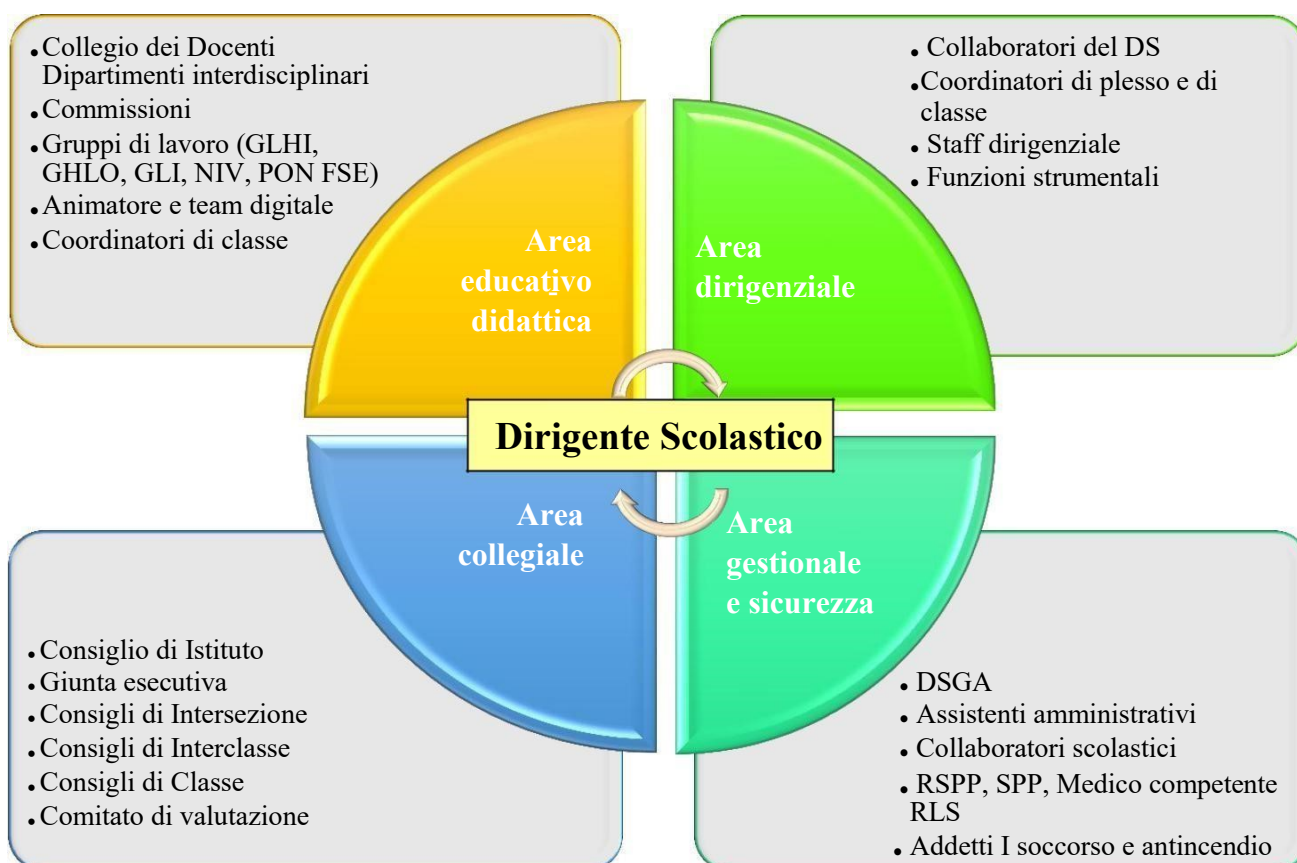 • Collegio dei Docenti
Dipartimenti interdisciplinari
• Commissioni
• Gruppi di lavoro (GLHI,
GHLO, GLI, NIV, PON FSE)
• Animatore e team digitale
• Coordinatori di classe
• Collaboratori del DS
• Coordinatori di plesso e di
classe
• Staff dirigenziale
• Funzioni strumentali
Area
educativo
didattica
Area
dirigenziale
Dirigente Scolastico
Area
collegiale
Area
gestionale
e sicurezza
• Consiglio di Istituto
• Giunta esecutiva
• Consigli di Intersezione
• Consigli di Interclasse
• Consigli di Classe
• Comitato di valutazione
• DSGA
• Assistenti amministrativi
• Collaboratori scolastici
• RSPP, SPP, Medico competente
RLS
• Addetti I soccorso e antincendio